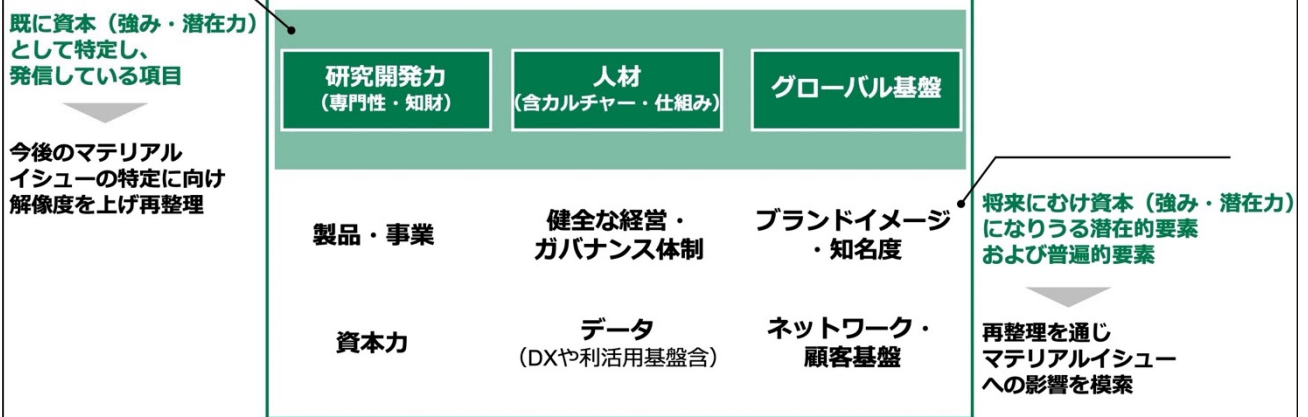 既に資本（強み・潜在力）
として特定し、
発信している項目
今後のマテリアル
イシューの特定に向け
解像度を上げ再整理
研究開発力
（専門性・知財）
人材
（含カルチャー・仕組み）
グローバル基盤
製品・事業
健全な経営・
ガバナンス体制
ブランドイメージ
・知名度
資本力
データ
（DXや利活用基盤含）
ネットワーク・
顧客基盤
将来にむけ資本（強み・潜在力）
になりうる潜在的要素
および普遍的要素
再整理を通じ
マテリアルイシュー
への影響を模索